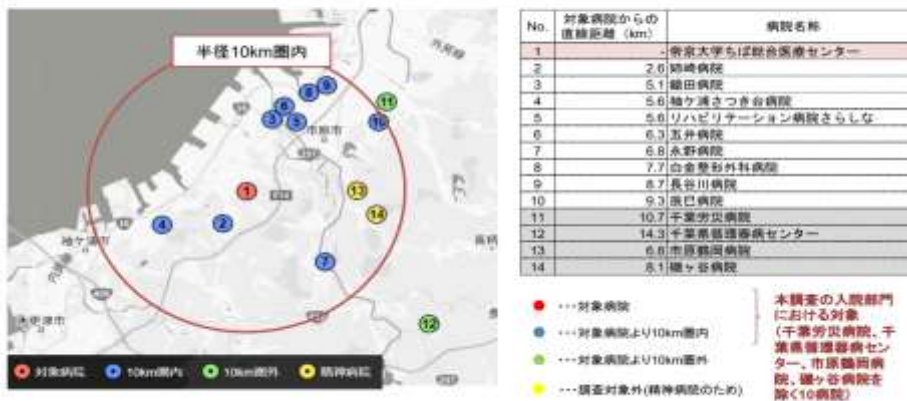 半径10km圏内
市原市
袖ケ浦市
木更津市
対象病院 10km圏内 10km圏外 精神病院
No. 対象病院からの直線距離（km） 病院名称
1 - 帝京大学ちば総合医療センター
2 2.6 姉崎病院
3 5.1 鎗田病院
4 5.6 袖ケ浦さつき台病院
5 5.6 リハビリテーション病院さらしな
6 6.3 五井病院
7 6.8 永野病院
8 7.7 白金整形外科病院
9 8.7 長谷川病院
10 9.3 辰巳病院
11 10.7 千葉労災病院
12 14.3 千葉県循環器病センター
13 6.8 市原鶴岡病院
14 8.1 磯ヶ谷病院
・・・対象病院
・・・対象病院より10km圏内
・・・対象病院より10km圏外
・・・調査対象外(精神病院のため)
本調査の入院部門
における対象
（千葉労災病院、千
葉県循環器病セン
ター、市原鶴岡病
院、磯ヶ谷病院を
除く10病院）